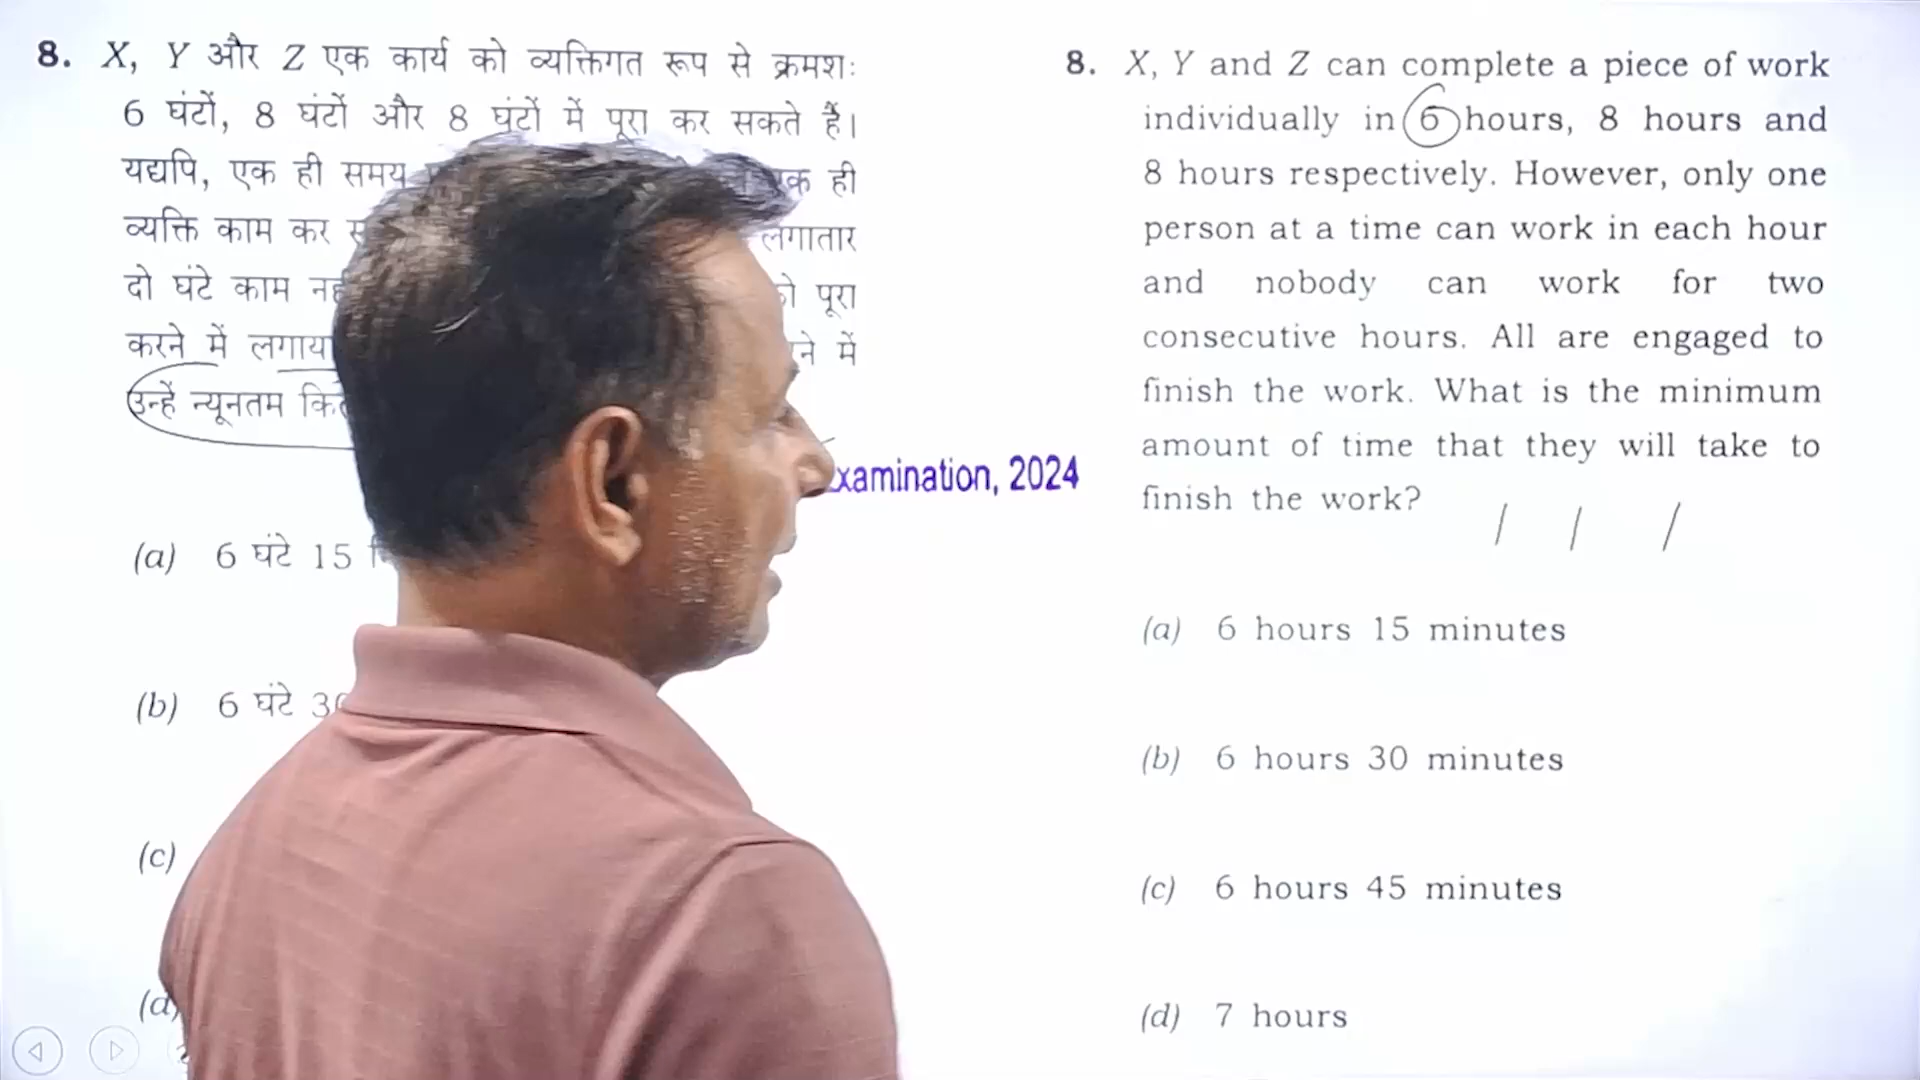 8. X, Y और Z एक कार्य को व्यक्तिगत रूप से क्रमशः
6 घंटों, 8 घंटों और 8 घंटों में पूरा कर सकते हैं।
यद्यपि, एक ही समय एक ही
व्यक्ति काम कर लगातार
दो घंटे काम पूरा
करने में
उन्हें न्यूनतम
(a) 6 घंटे 15
(b) 6 घंटे
(c)
(d)
Examination, 2024
8. X, Y and Z can complete a piece of work
individually in 6 hours, 8 hours and
8 hours respectively. However, only one
person at a time can work in each hour
and nobody can work for two
consecutive hours. All are engaged to
finish the work. What is the minimum
amount of time that they will take to
finish the work?
(a) 6 hours 15 minutes
(b) 6 hours 30 minutes
(c) 6 hours 45 minutes
(d) 7 hours